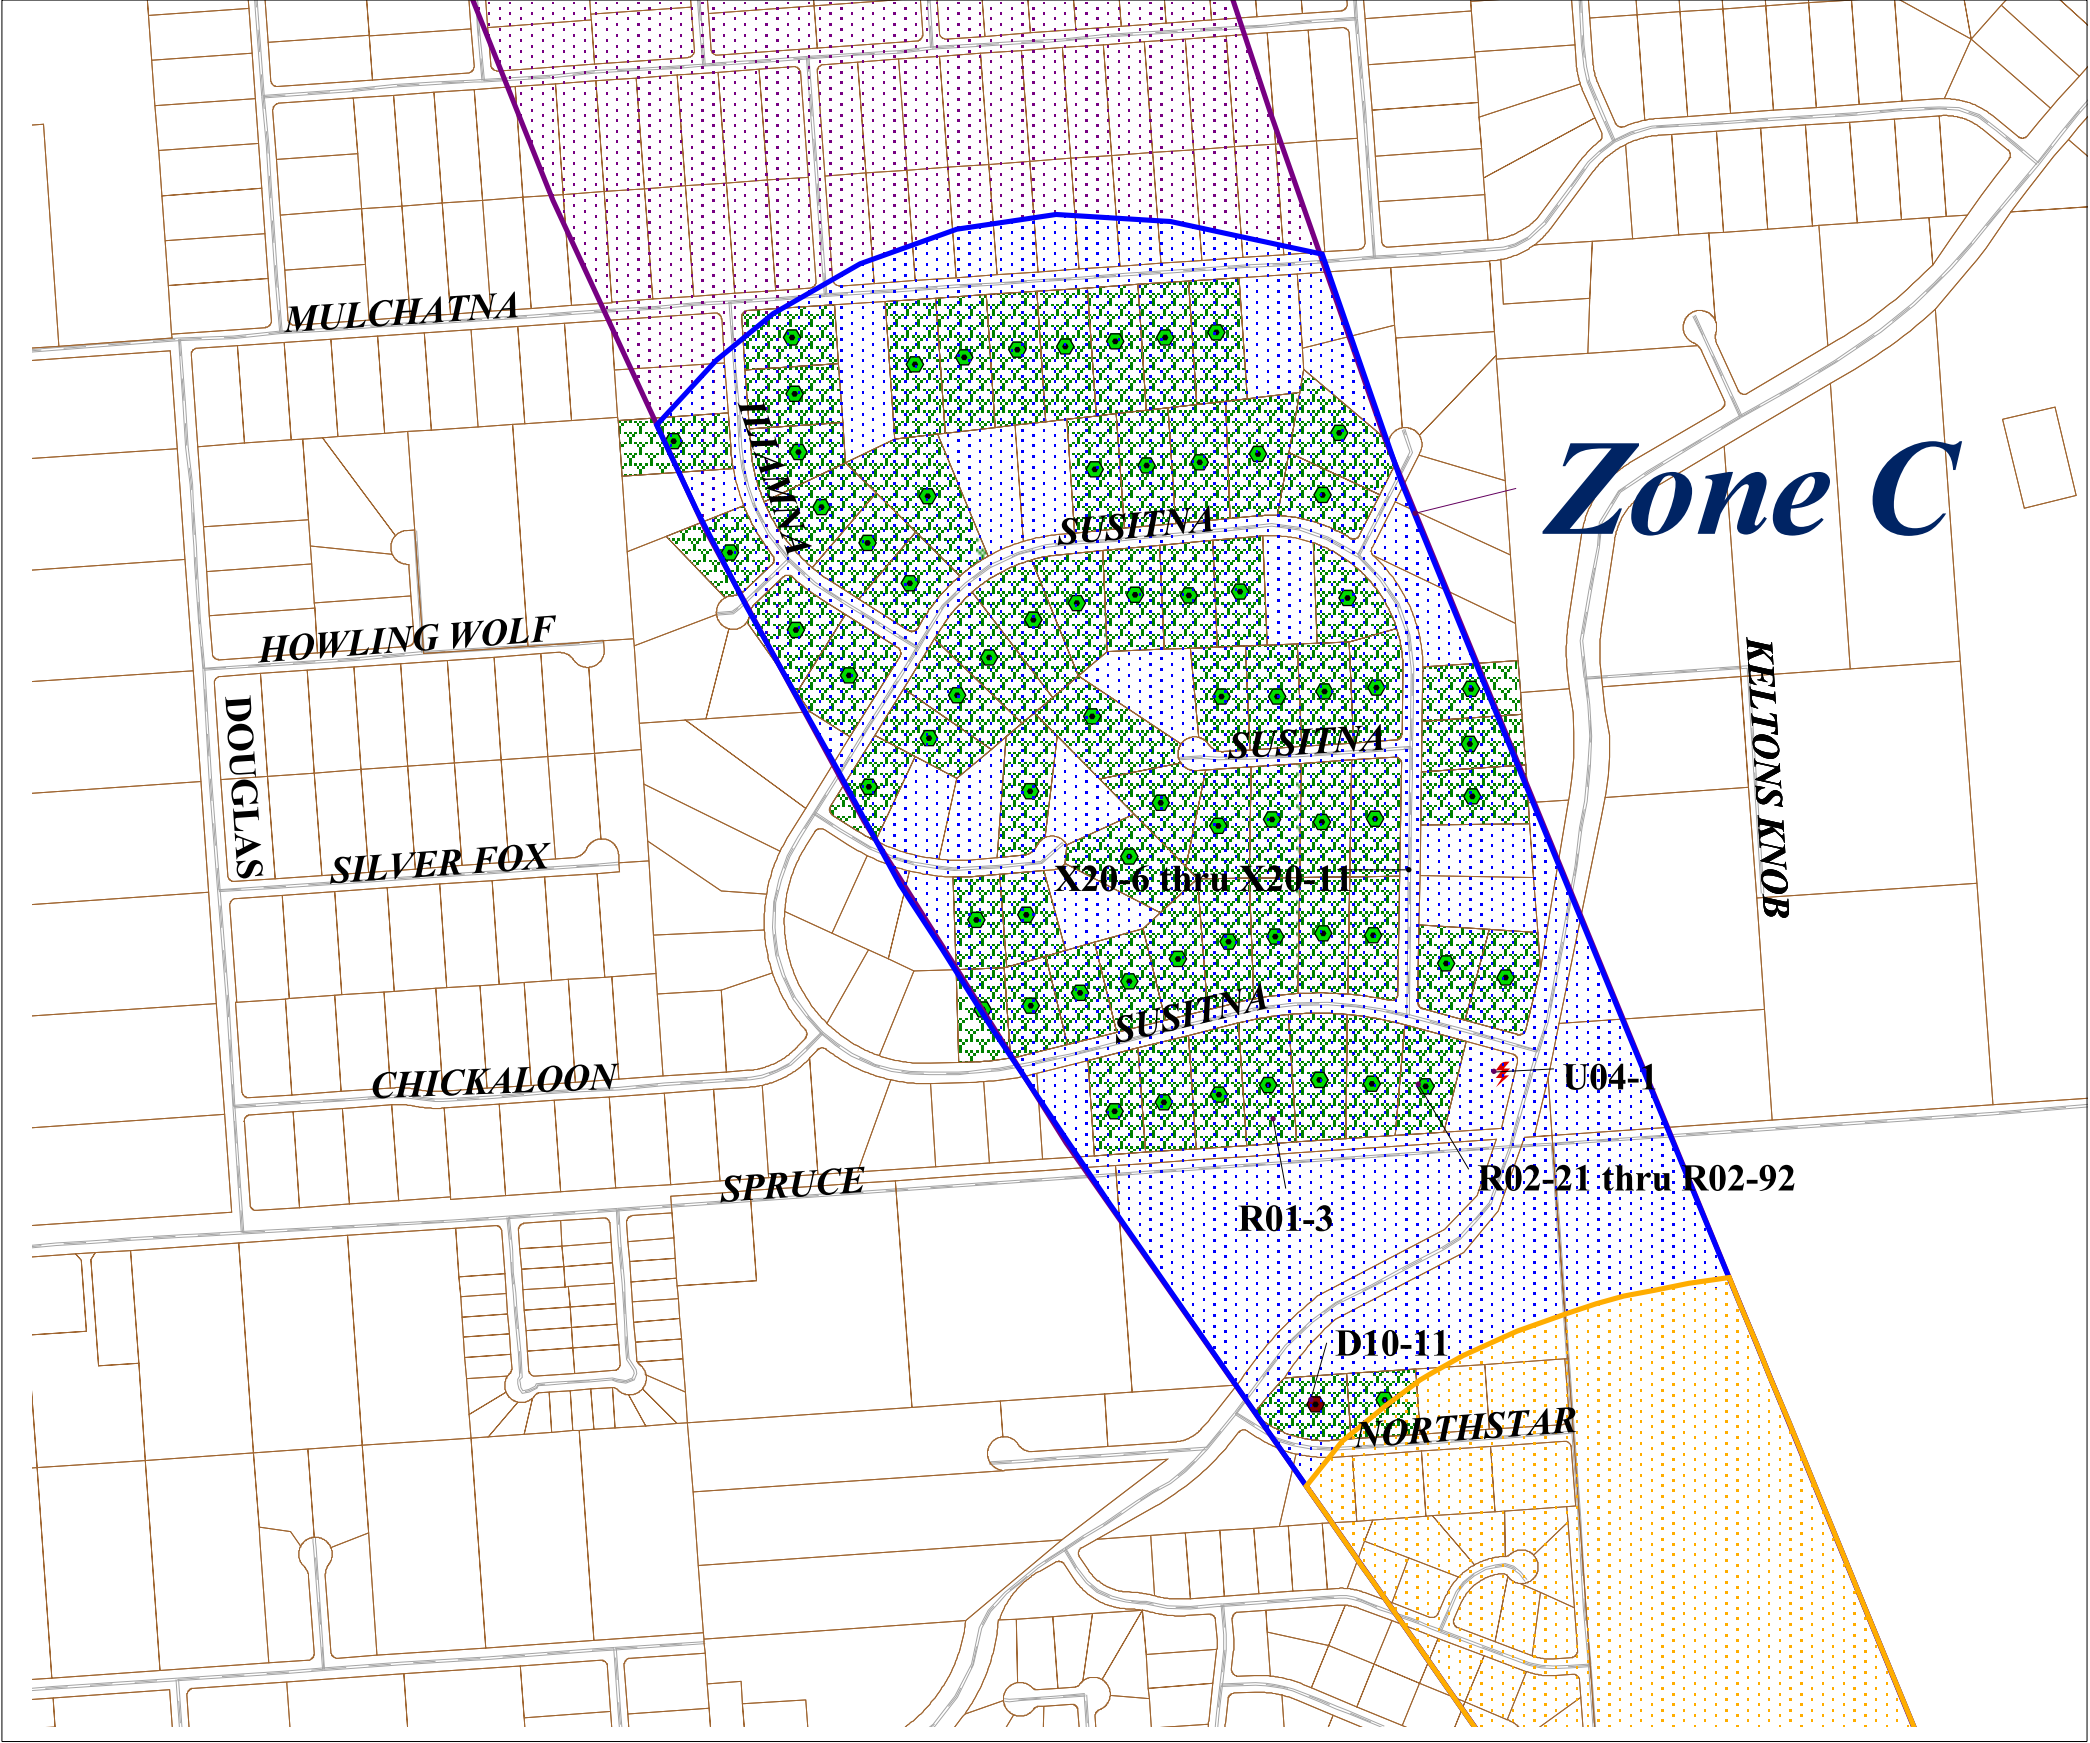 MULCHATNA
ILIAMNA
Zone C
SUSITNA
HOWLING WOLF
KELTONS KNOB
DOUGLAS
SUSITNA
SILVER FOX
X20-6 thru X20-11
SUSITNA
CHICKALOON
U04-1
SPRUCE
R02-21 thru R02-92
R01-3
D10-11
NORTHSTAR